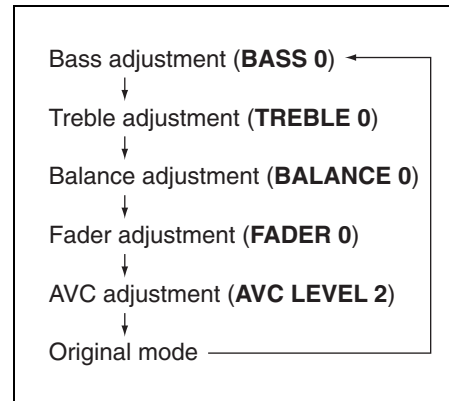 Bass adjustment (BASS 0)
Treble adjustment (TREBLE 0)
Balance adjustment (BALANCE 0)
Fader adjustment (FADER 0)
AVC adjustment (AVC LEVEL 2)
Original mode